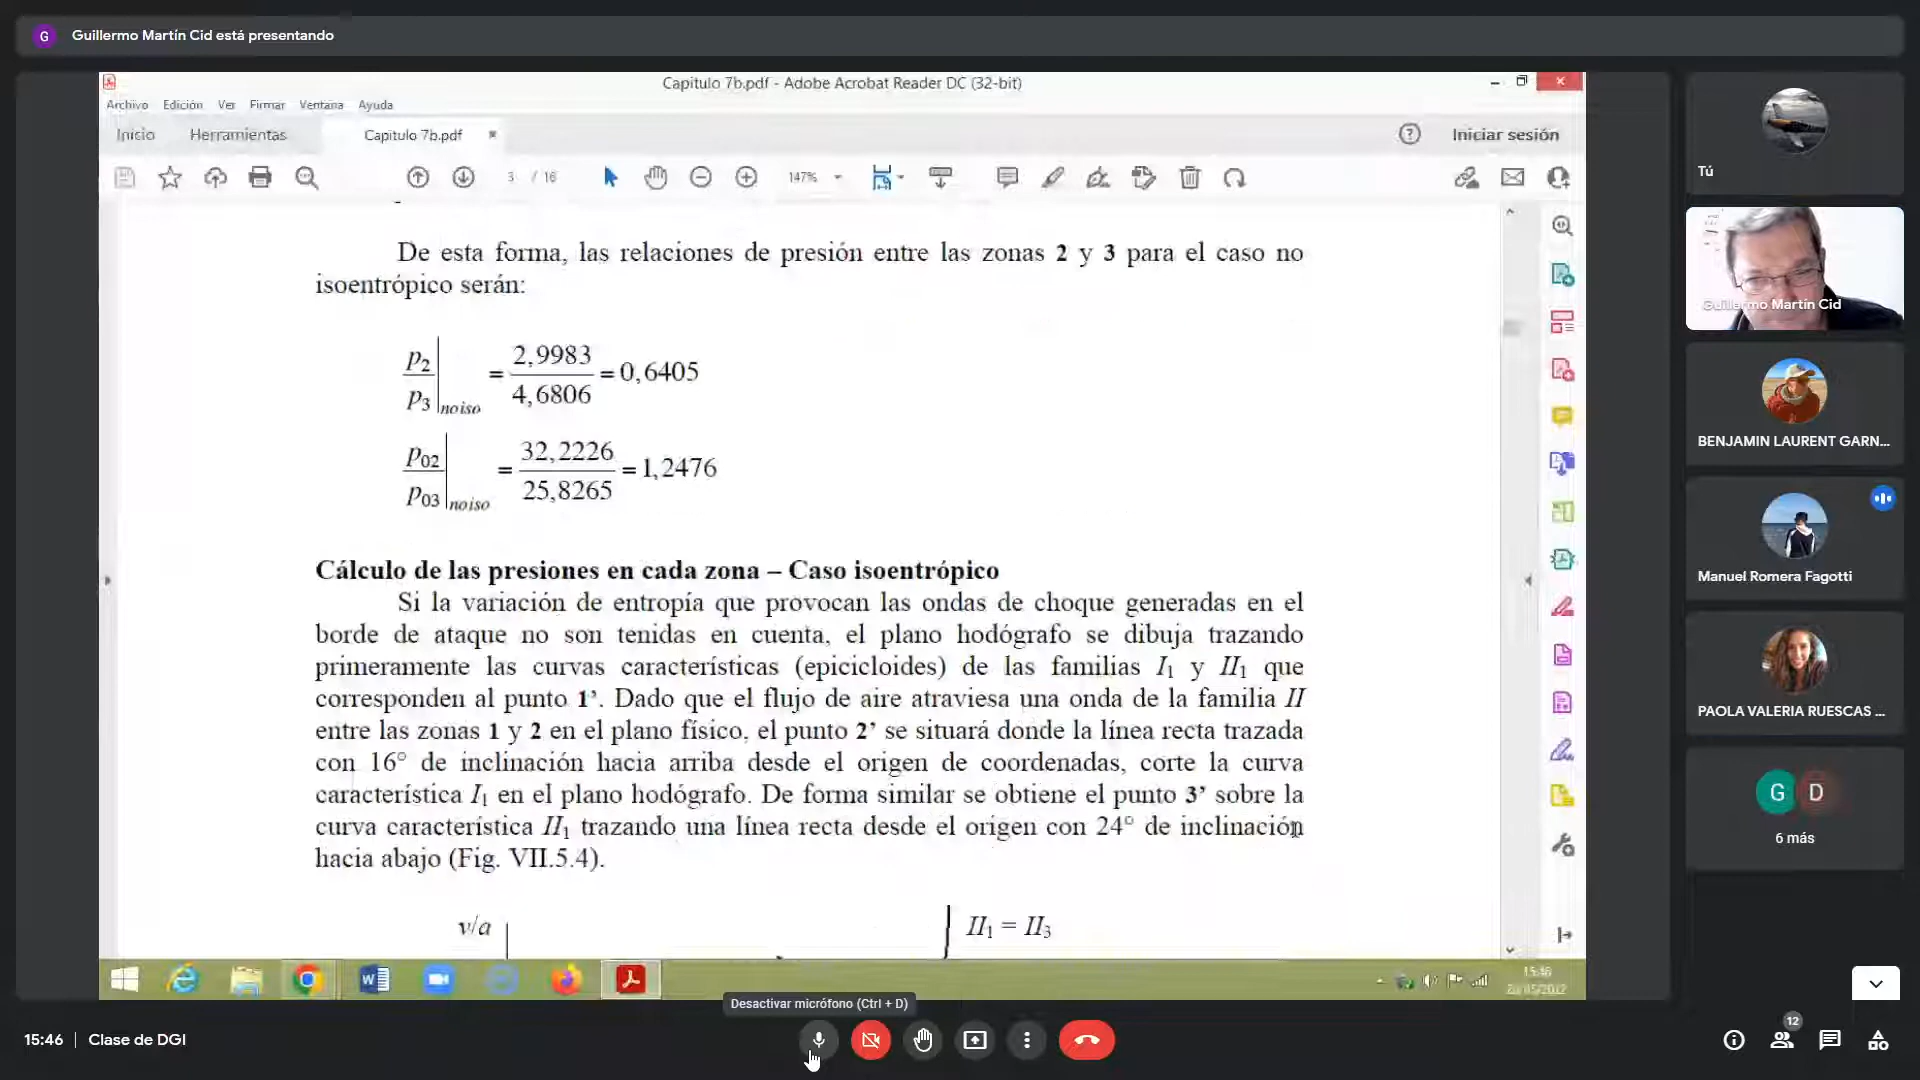 G Guillermo Martín Cid está presentando
Capitulo 7b.pdf - Adobe Acrobat Reader DC (32-bit)
Archivo Edición Ver Firmar Ventana Ayuda
Inicio Herramientas Capitulo 7b.pdf × Iniciar sesión
3 / 16 147%
De esta forma, las relaciones de presión entre las zonas 2 y 3 para el caso no
isoentrópico serán:
p2/p3|noiso = 2,9983/4,6806 = 0,6405
p02/p03|noiso = 32,2226/25,8265 = 1,2476
Cálculo de las presiones en cada zona – Caso isoentrópico
Si la variación de entropía que provocan las ondas de choque generadas en el
borde de ataque no son tenidas en cuenta, el plano hodógrafo se dibuja trazando
primeramente las curvas características (epicicloides) de las familias I1 y II1 que
corresponden al punto 1’. Dado que el flujo de aire atraviesa una onda de la familia II
entre las zonas 1 y 2 en el plano físico, el punto 2’ se situará donde la línea recta trazada
con 16° de inclinación hacia arriba desde el origen de coordenadas, corte la curva
característica I1 en el plano hodógrafo. De forma similar se obtiene el punto 3’ sobre la
curva característica II1 trazando una línea recta desde el origen con 24° de inclinación
hacia abajo (Fig. VII.5.4).
v/a II1 = II3
15:46
Tú
Guillermo Martín Cid
BENJAMIN LAURENT GARN...
Manuel Romera Fagotti
PAOLA VALERIA RUESCAS ...
G D
6 más
Desactivar micrófono (Ctrl + D)
15:46 | Clase de DGI
12